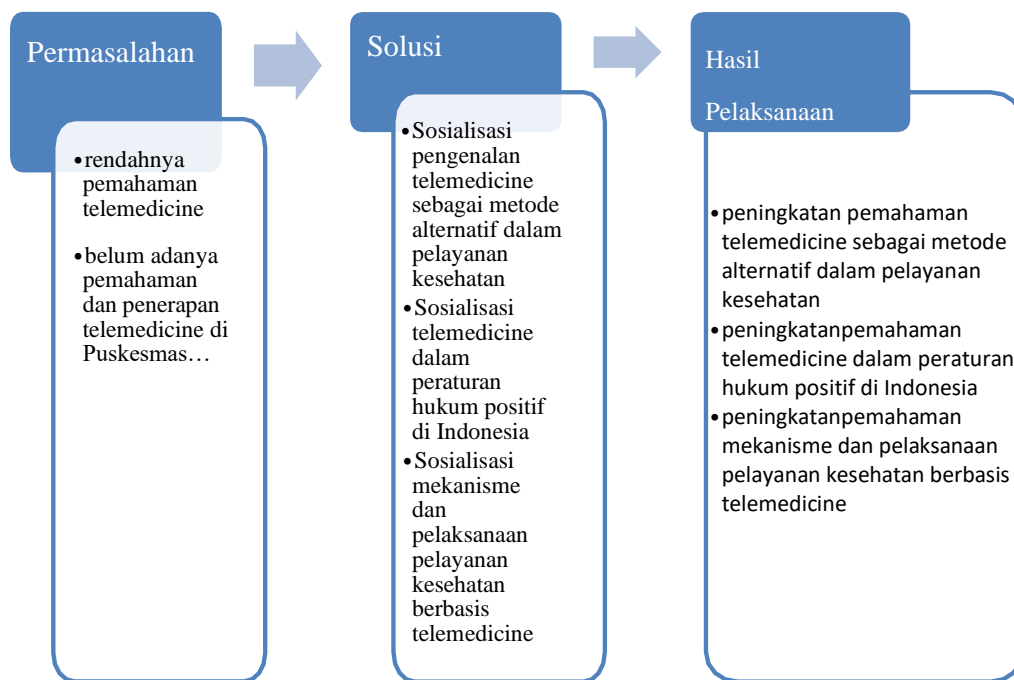 Permasalahan
•rendahnya
pemahaman
telemedicine
•belum adanya
pemahaman
dan penerapan
telemedicine di
Puskesmas…
Solusi
•Sosialisasi
pengenalan
telemedicine
sebagai metode
alternatif dalam
pelayanan
kesehatan
•Sosialisasi
telemedicine
dalam
peraturan
hukum positif
di Indonesia
•Sosialisasi
mekanisme
dan
pelaksanaan
pelayanan
kesehatan
berbasis
telemedicine
Hasil
Pelaksanaan
•peningkatan pemahaman
telemedicine sebagai metode
alternatif dalam pelayanan
kesehatan
•peningkatanpemahaman
telemedicine dalam peraturan
hukum positif di Indonesia
•peningkatanpemahaman
mekanisme dan pelaksanaan
pelayanan kesehatan berbasis
telemedicine